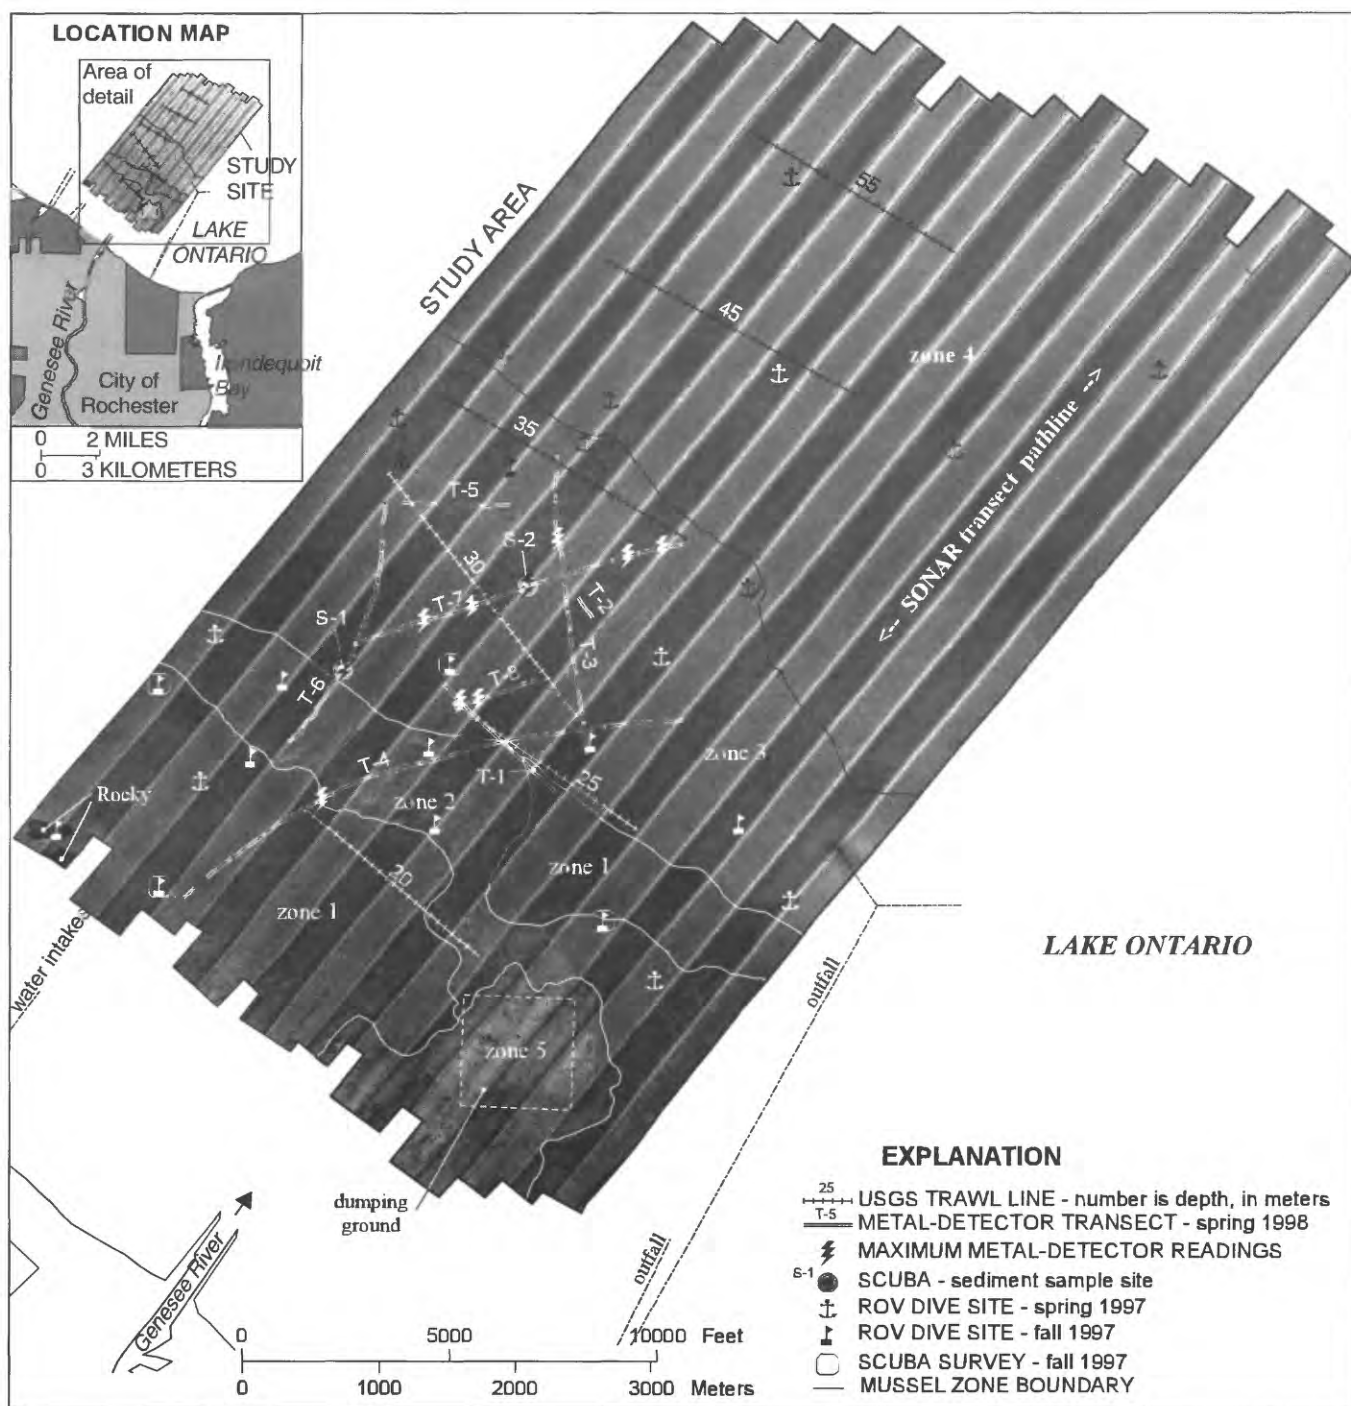 LOCATION MAP
Area of
detail
STUDY
SITE
LAKE
ONTARIO
Genesee River
City of
Rochester
Irondequoit
Bay
0 2 MILES
0 3 KILOMETERS
STUDY AREA
55
45
35
zone 4
<-- SONAR transect pathline -->
T-5
S-2
30
T-7
T-2
S-1
T-3
T-8
T-6
T-4
T-1
25
zone 3
zone 2
Rocky
zone 1
20
zone 1
water intakes
LAKE ONTARIO
outfall
zone 5
dumping
ground
outfall
Genesee River
0 5000 10000 Feet
0 1000 2000 3000 Meters
EXPLANATION
25 USGS TRAWL LINE - number is depth, in meters
T-5 METAL-DETECTOR TRANSECT - spring 1998
MAXIMUM METAL-DETECTOR READINGS
S-1 SCUBA - sediment sample site
ROV DIVE SITE - spring 1997
ROV DIVE SITE - fall 1997
SCUBA SURVEY - fall 1997
MUSSEL ZONE BOUNDARY